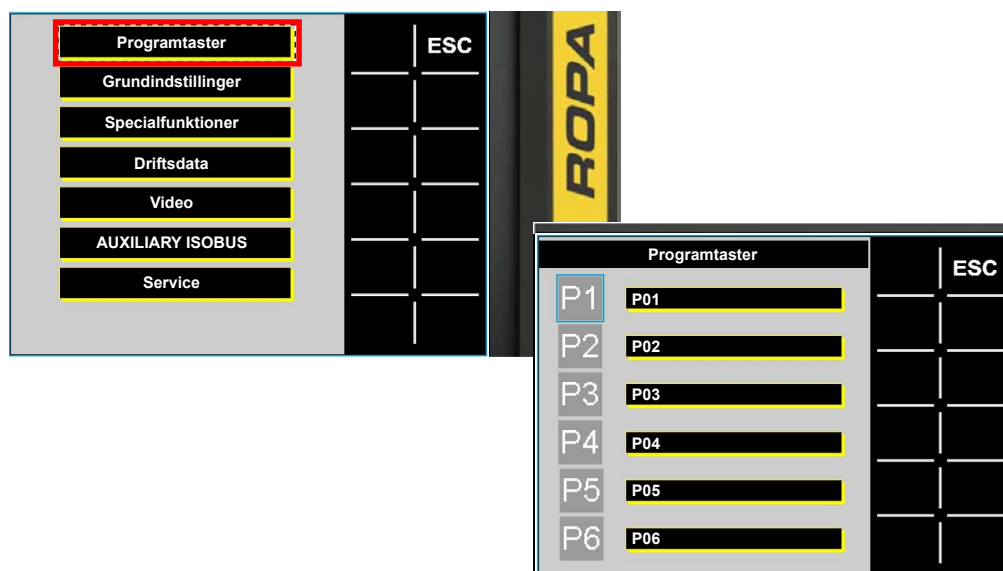 Programtaster
ESC
Grundindstillinger
Specialfunktioner
Driftsdata
Video
AUXILIARY ISOBUS
Service
ROPA
Programtaster
ESC
P1 P01
P2 P02
P3 P03
P4 P04
P5 P05
P6 P06